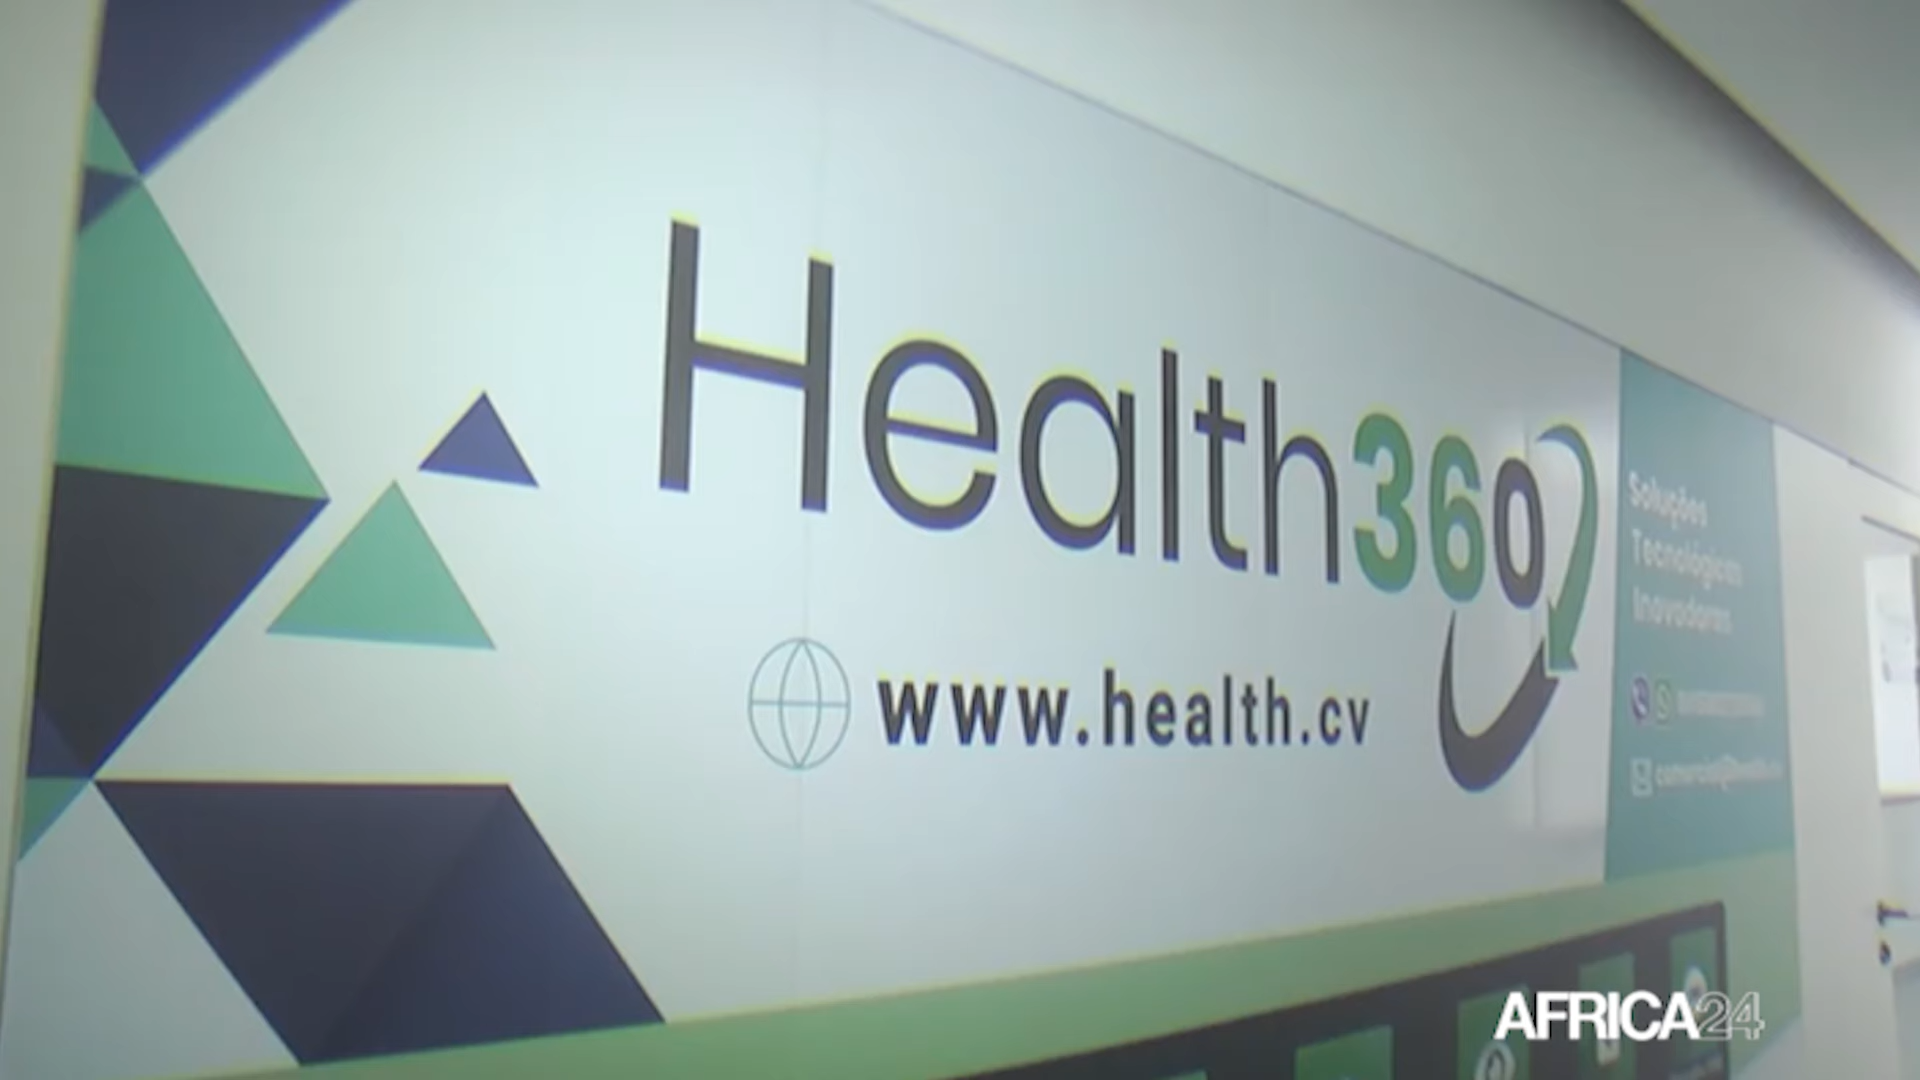 Health360
www.health.cv
Soluções
Tecnológicas
Inovadoras
AFRICA24